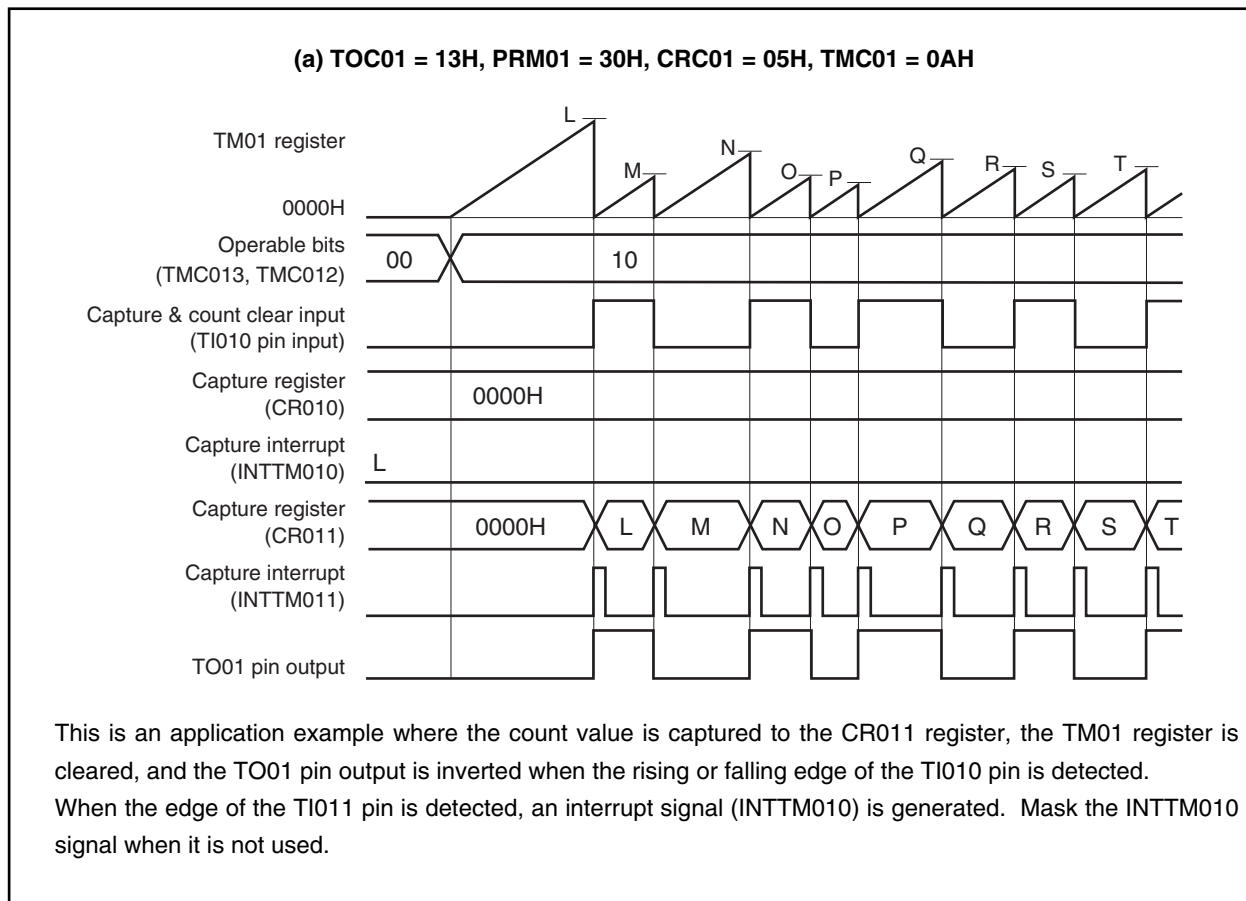 (a) TOC01 = 13H, PRM01 = 30H, CRC01 = 05H, TMC01 = 0AH
TM01 register
L
M
N
O
P
Q
R
S
T
0000H
Operable bits
(TMC013, TMC012)
00
10
Capture & count clear input
(TI010 pin input)
Capture register
(CR010)
0000H
Capture interrupt
(INTTM010)
L
Capture register
(CR011)
0000H
L
M
N
O
P
Q
R
S
T
Capture interrupt
(INTTM011)
TO01 pin output
This is an application example where the count value is captured to the CR011 register, the TM01 register is
cleared, and the TO01 pin output is inverted when the rising or falling edge of the TI010 pin is detected.
When the edge of the TI011 pin is detected, an interrupt signal (INTTM010) is generated. Mask the INTTM010
signal when it is not used.